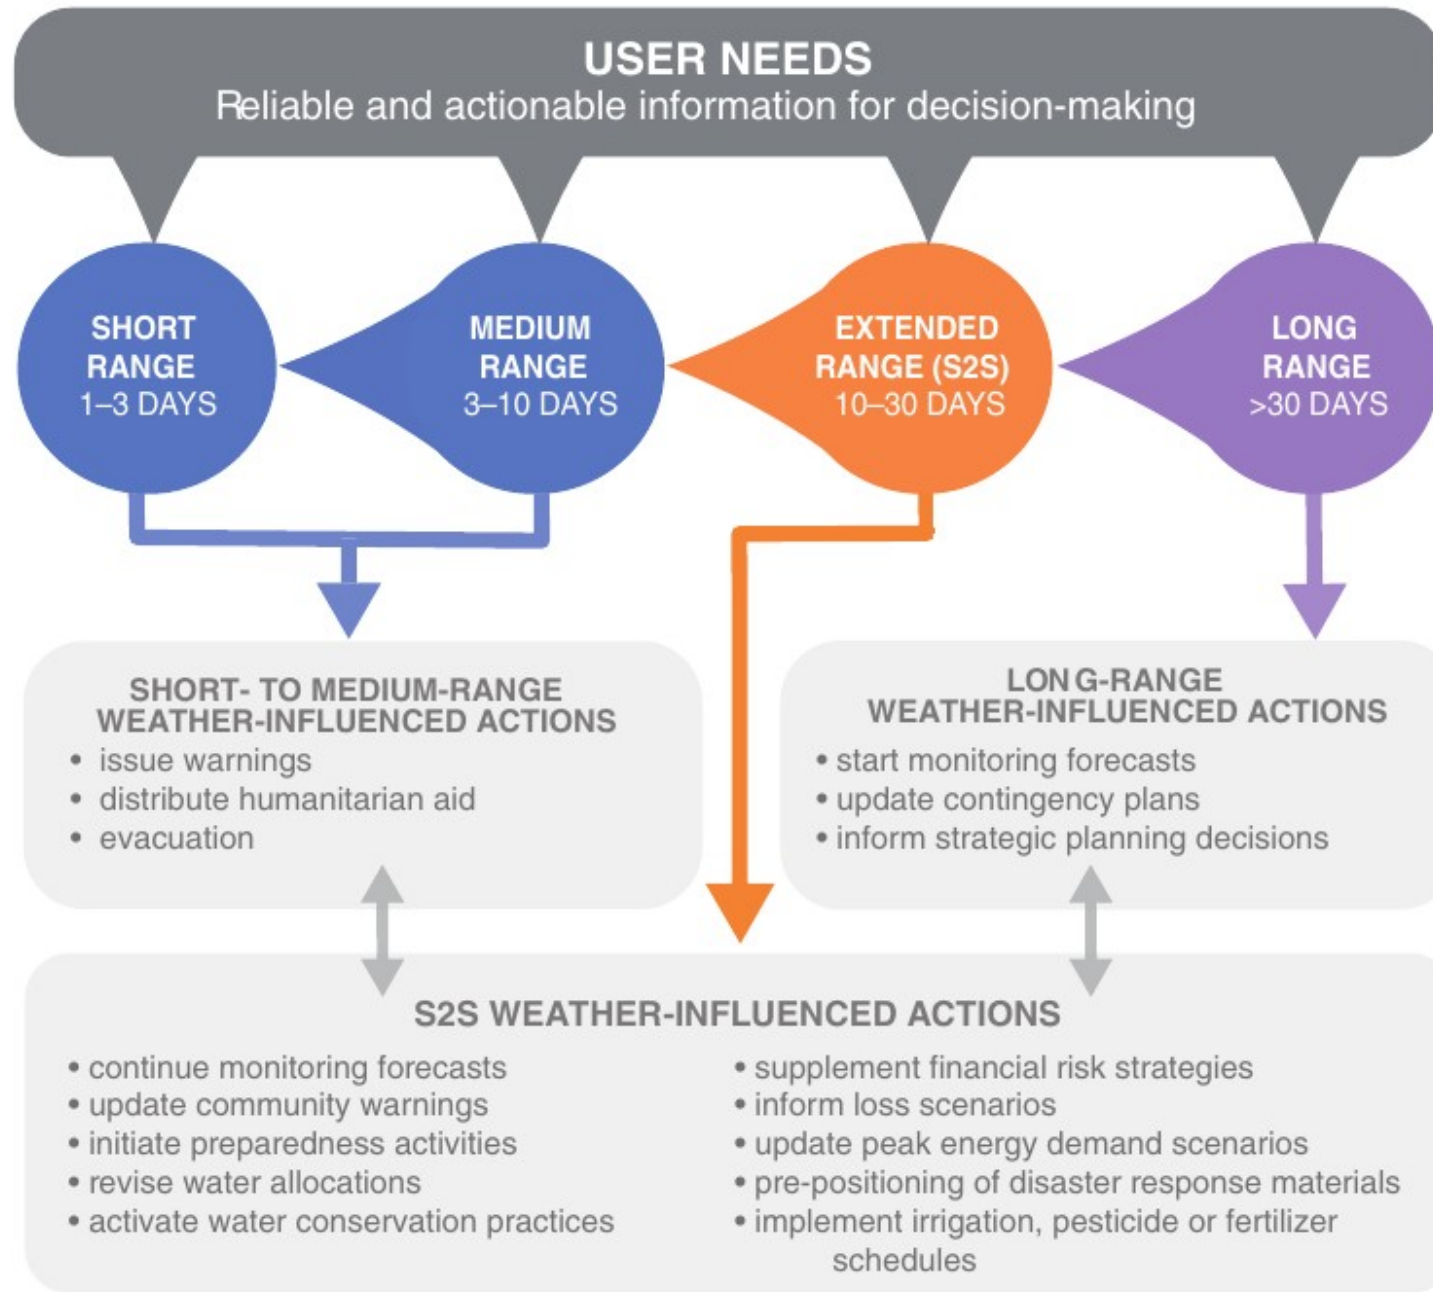 USER NEEDS
Reliable and actionable information for decision-making
SHORT
RANGE
1–3 DAYS
MEDIUM
RANGE
3–10 DAYS
EXTENDED
RANGE (S2S)
10–30 DAYS
LONG
RANGE
>30 DAYS
SHORT- TO MEDIUM-RANGE
WEATHER-INFLUENCED ACTIONS
• issue warnings
• distribute humanitarian aid
• evacuation
LONG-RANGE
WEATHER-INFLUENCED ACTIONS
• start monitoring forecasts
• update contingency plans
• inform strategic planning decisions
S2S WEATHER-INFLUENCED ACTIONS
• continue monitoring forecasts
• update community warnings
• initiate preparedness activities
• revise water allocations
• activate water conservation practices
• supplement financial risk strategies
• inform loss scenarios
• update peak energy demand scenarios
• pre-positioning of disaster response materials
• implement irrigation, pesticide or fertilizer
schedules